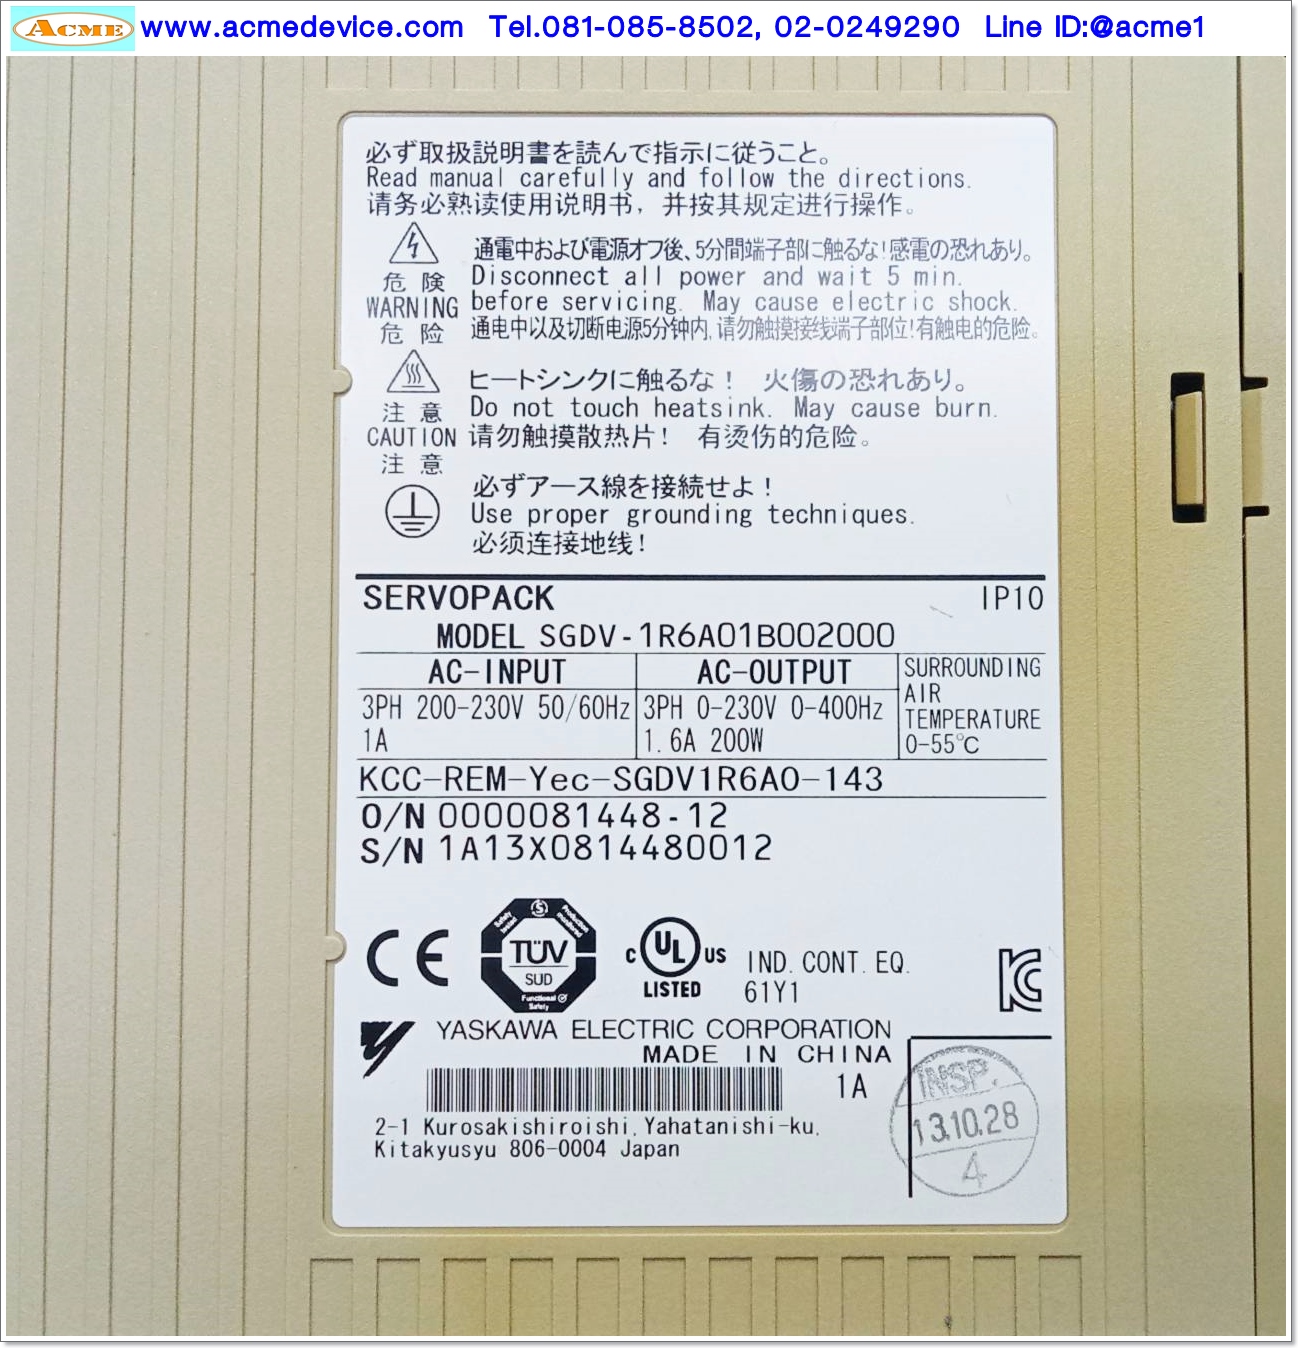 ACME www.acmedevice.com Tel.081-085-8502, 02-0249290 Line ID:@acme1
必ず取扱説明書を読んで指示に従うこと。
Read manual carefully and follow the directions.
请务必熟读使用说明书，并按其规定进行操作。
危険
WARNING
危险
通電中および電源オフ後、5分間端子部に触るな!感電の恐れあり。
Disconnect all power and wait 5 min.
before servicing. May cause electric shock.
通电中以及切断电源5分钟内,请勿触摸接线端子部位!有触电的危险。
注意
CAUTION
注意
ヒートシンクに触るな! 火傷の恐れあり。
Do not touch heatsink. May cause burn.
请勿触摸散热片! 有烫伤的危险。
必ずアース線を接続せよ!
Use proper grounding techniques.
必须连接地线!
SERVOPACK IP10
MODEL SGDV-1R6A01B002000
AC-INPUT
3PH 200-230V 50/60Hz
1A
AC-OUTPUT
3PH 0-230V 0-400Hz
1.6A 200W
SURROUNDING
AIR
TEMPERATURE
0-55℃
KCC-REM-Yec-SGDV1R6A0-143
O/N 0000081448-12
S/N 1A13X0814480012
CE
Safety tested
Production monitored
TÜV
SUD
Functional
Safety
C UL US
LISTED
IND. CONT. EQ.
61Y1
KC
YASKAWA ELECTRIC CORPORATION
MADE IN CHINA
1A
2-1 Kurosakishiroishi, Yahatanishi-ku,
Kitakyusyu 806-0004 Japan
INSP.
13.10.28
4